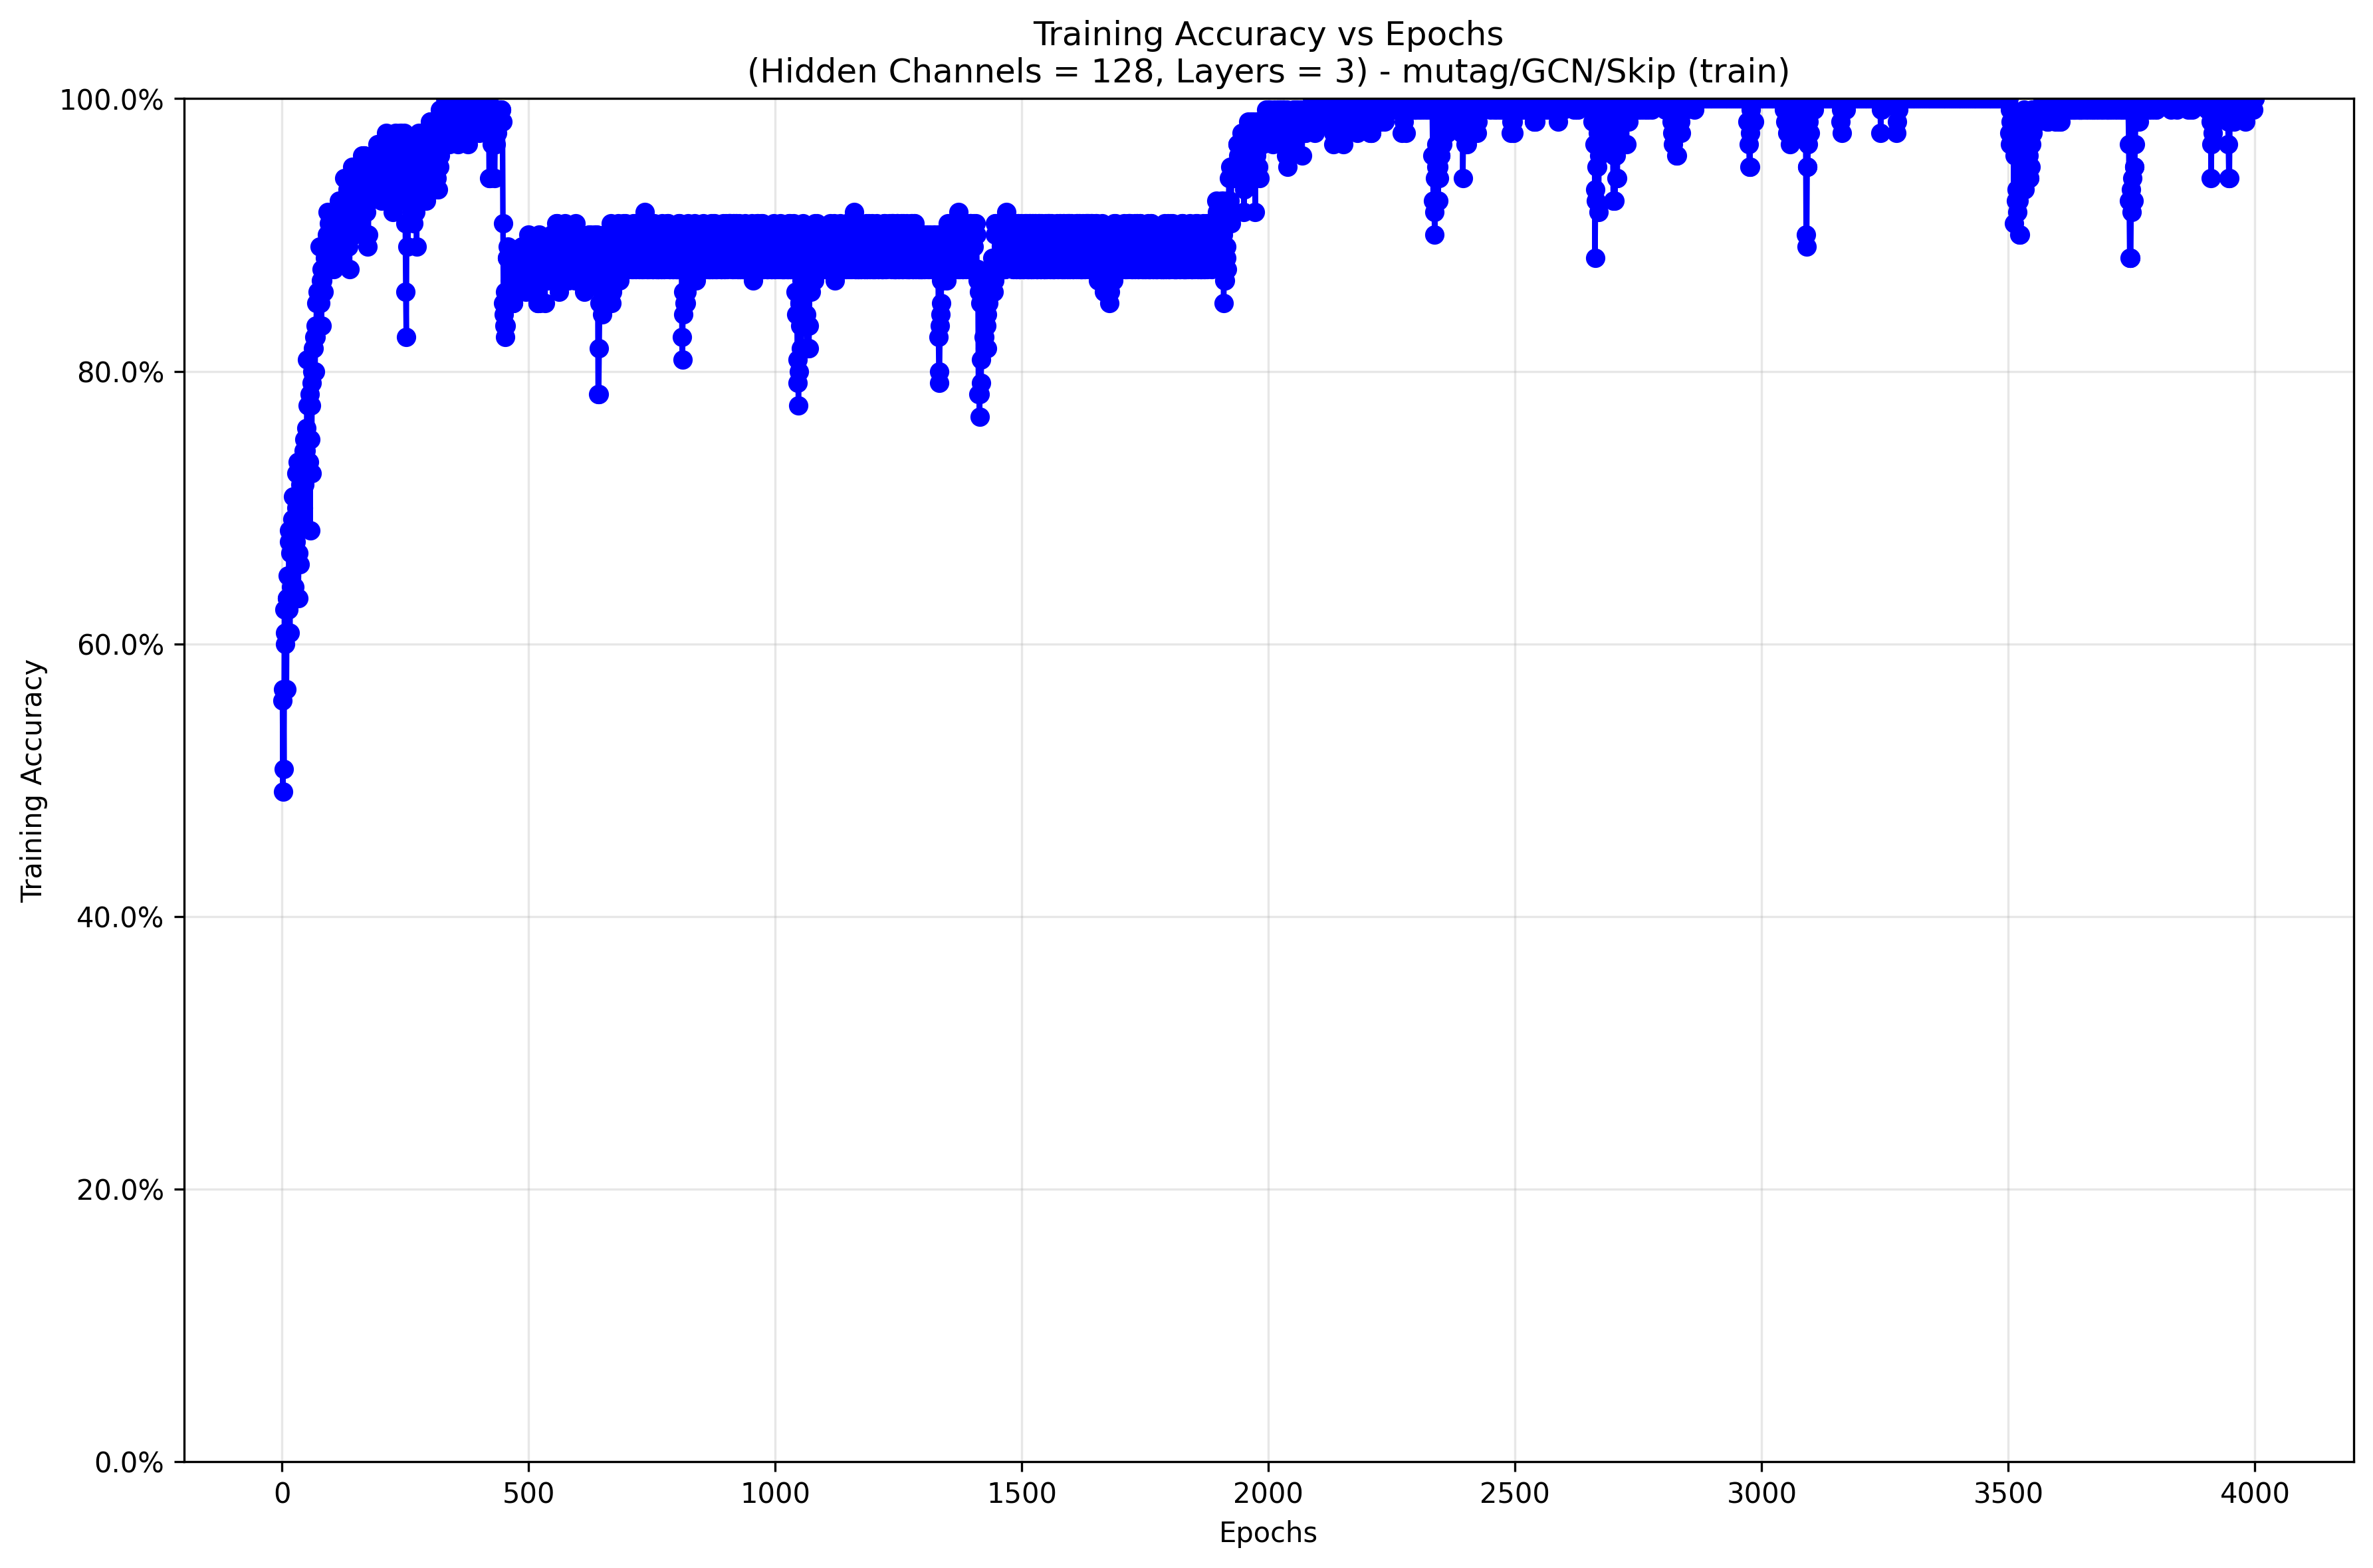 Training Accuracy vs Epochs
(Hidden Channels = 128, Layers = 3) - mutag/GCN/Skip (train)
100.0%
80.0%
60.0%
40.0%
20.0%
0.0%
Training Accuracy
0 500 1000 1500 2000 2500 3000 3500 4000
Epochs